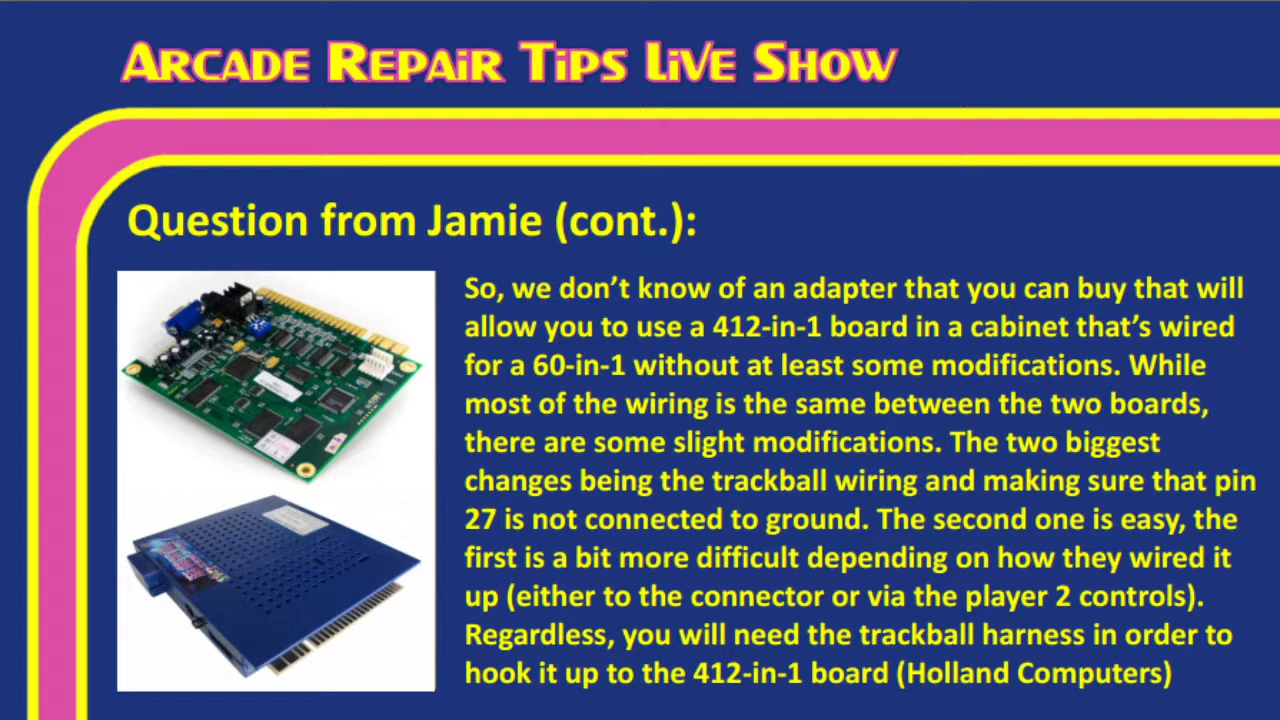 Arcade Repair Tips Live Show
Question from Jamie (cont.):
So, we don’t know of an adapter that you can buy that will
allow you to use a 412-in-1 board in a cabinet that’s wired
for a 60-in-1 without at least some modifications. While
most of the wiring is the same between the two boards,
there are some slight modifications. The two biggest
changes being the trackball wiring and making sure that pin
27 is not connected to ground. The second one is easy, the
first is a bit more difficult depending on how they wired it
up (either to the connector or via the player 2 controls).
Regardless, you will need the trackball harness in order to
hook it up to the 412-in-1 board (Holland Computers)